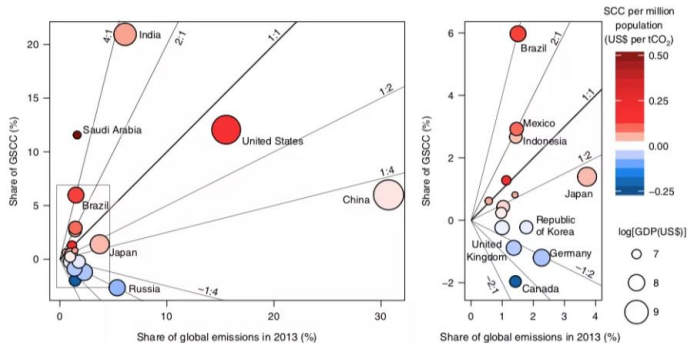 20
15
10
5
0
0
10
20
30
Share of GSCC (%)
Share of global emissions in 2013 (%)
4:1
2:1
1:1
1:2
1:4
−1:4
India
Saudi Arabia
United States
Brazil
China
Japan
Russia
6
4
2
0
−2
0
1
2
3
4
Share of GSCC (%)
Share of global emissions in 2013 (%)
2:1
1:1
1:2
−1:2
−2:1
Brazil
Mexico
Indonesia
Japan
Republic
of Korea
United
Kingdom
Germany
Canada
SCC per million
population
(US$ per tCO₂)
0.50
0.25
0.00
−0.25
log[GDP(US$)]
7
8
9